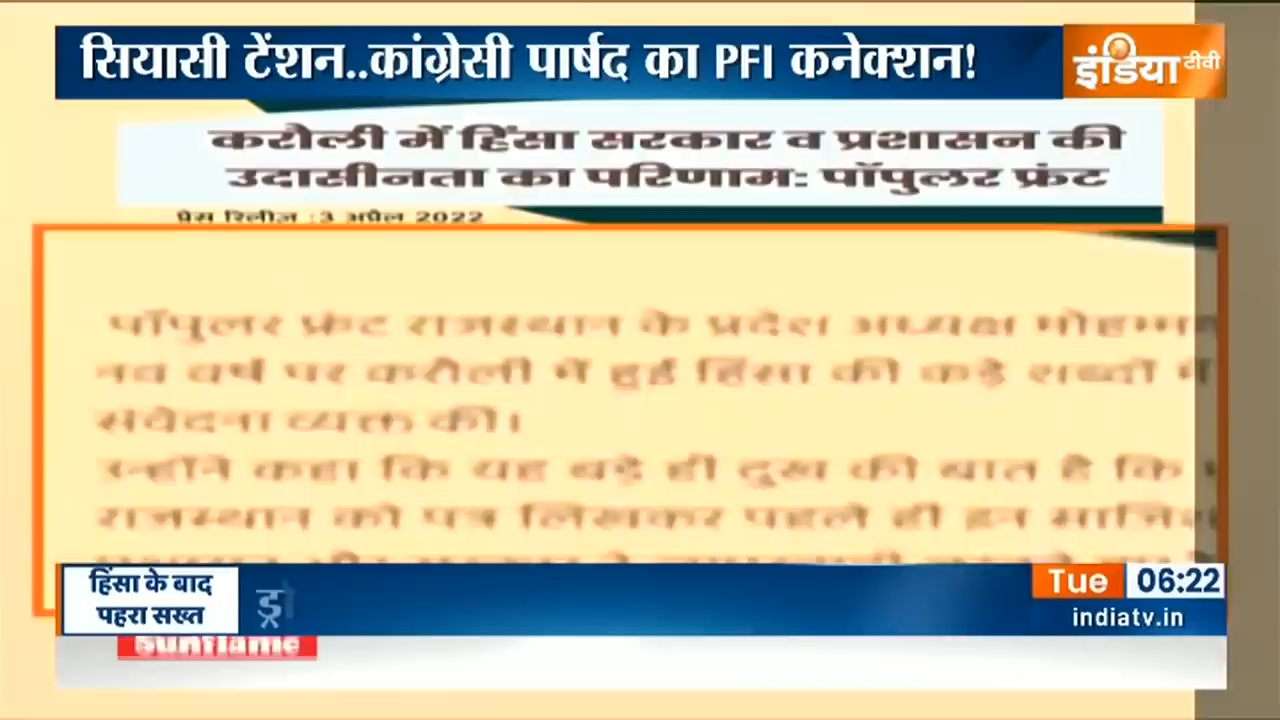 सियासी टेंशन..कांग्रेसी पार्षद का PFI कनेक्शन!
इंडिया टीवी
करोली में हिंसा सरकार व प्रशासन की
उदासीनता का परिणाम: पॉपुलर फ्रंट
प्रेस रिलीज :3 अप्रैल 2022
पॉपुलर फ्रंट राजस्थान के प्रदेश अध्यक्ष
नव वर्ष पर करौली में हुई हिंसा की कड़े शब्दों में
संवेदना व्यक्त की।
उन्होंने कहा कि यह बड़े ही दुख की बात है कि
राजस्थान को पत्र लिखकर पहले ही इन
हिंसा के बाद
पहरा सख्त
ड्रो
Tue 06:22
indiatv.in
Sunflame